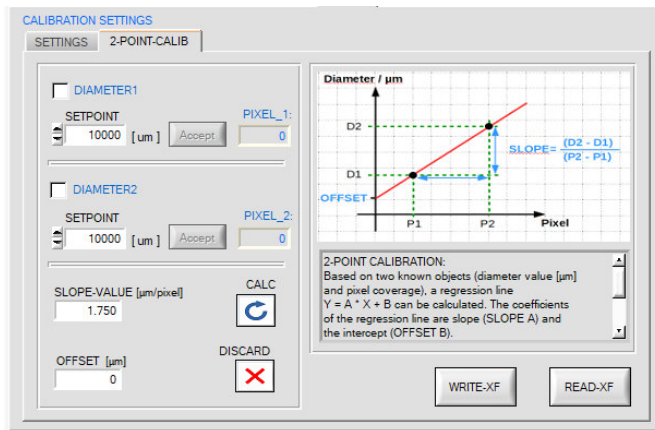 CALIBRATION SETTINGS
SETTINGS 2-POINT-CALIB
DIAMETER1
SETPOINT PIXEL_1:
10000 [ um ] Accept 0
DIAMETER2
SETPOINT PIXEL_2:
10000 [ um ] Accept 0
SLOPE-VALUE [µm/pixel] CALC
1.750
OFFSET [µm] DISCARD
0
Diameter / µm
D2
SLOPE= (D2 - D1)
(P2 - P1)
D1
OFFSET
P1 P2 Pixel
2-POINT CALIBRATION:
Based on two known objects (diameter value [µm]
and pixel coverage), a regression line
Y = A * X + B can be calculated. The coefficients
of the regression line are slope (SLOPE A) and
the intercept (OFFSET B).
WRITE-XF READ-XF